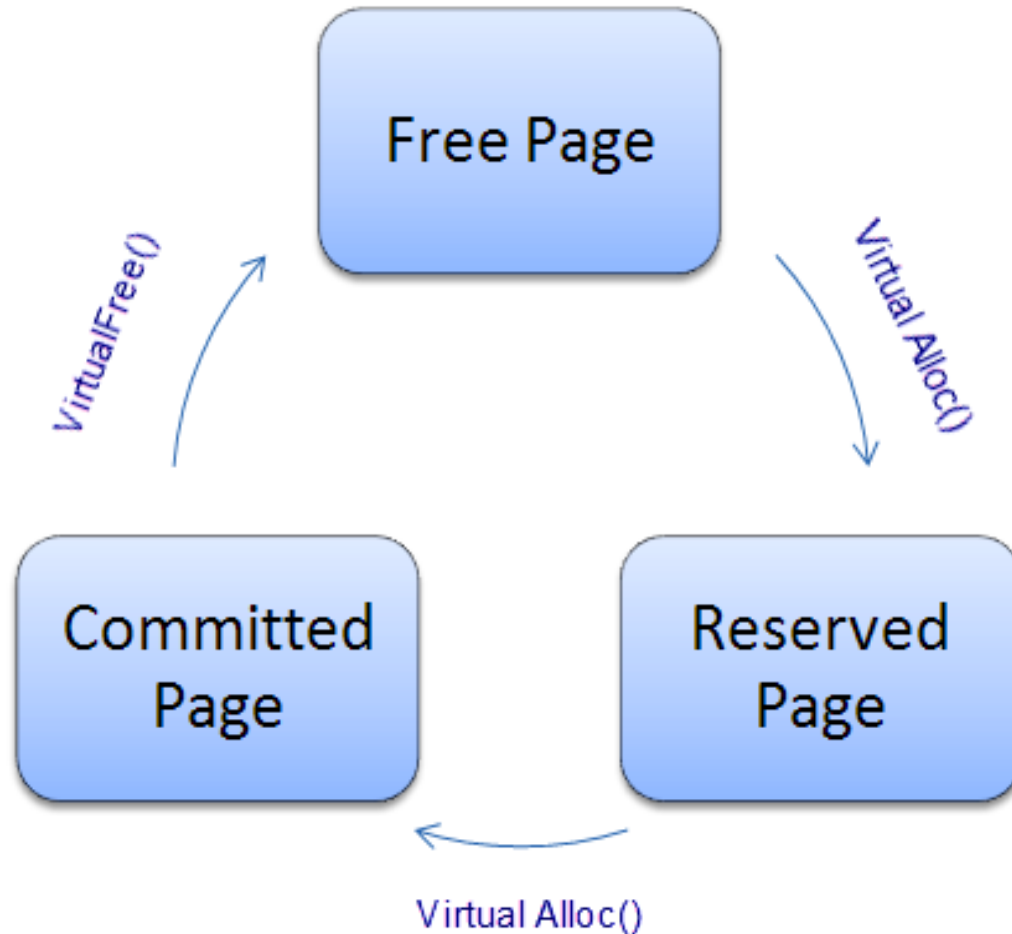 Free Page
VirtualFree()
Virtual Alloc()
Committed
Page
Reserved
Page
Virtual Alloc()